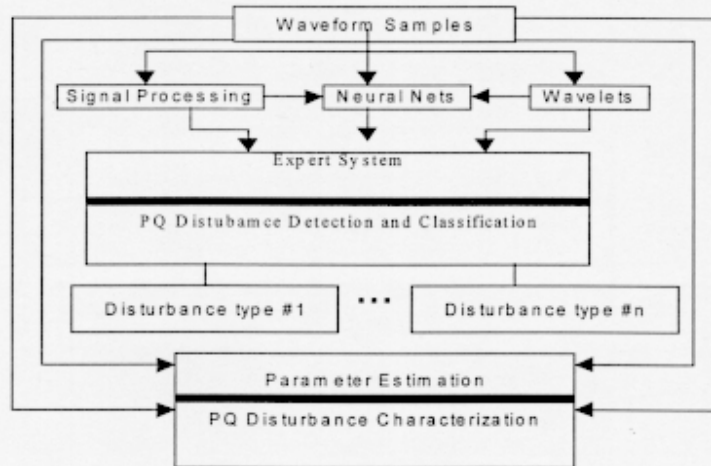 Waveform Samples
Signal Processing
Neural Nets
Wavelets
Expert System
PQ Distubamce Detection and Classification
Disturbance type #1
...
Disturbance type #n
Parameter Estimation
PQ Disturbance Characterization